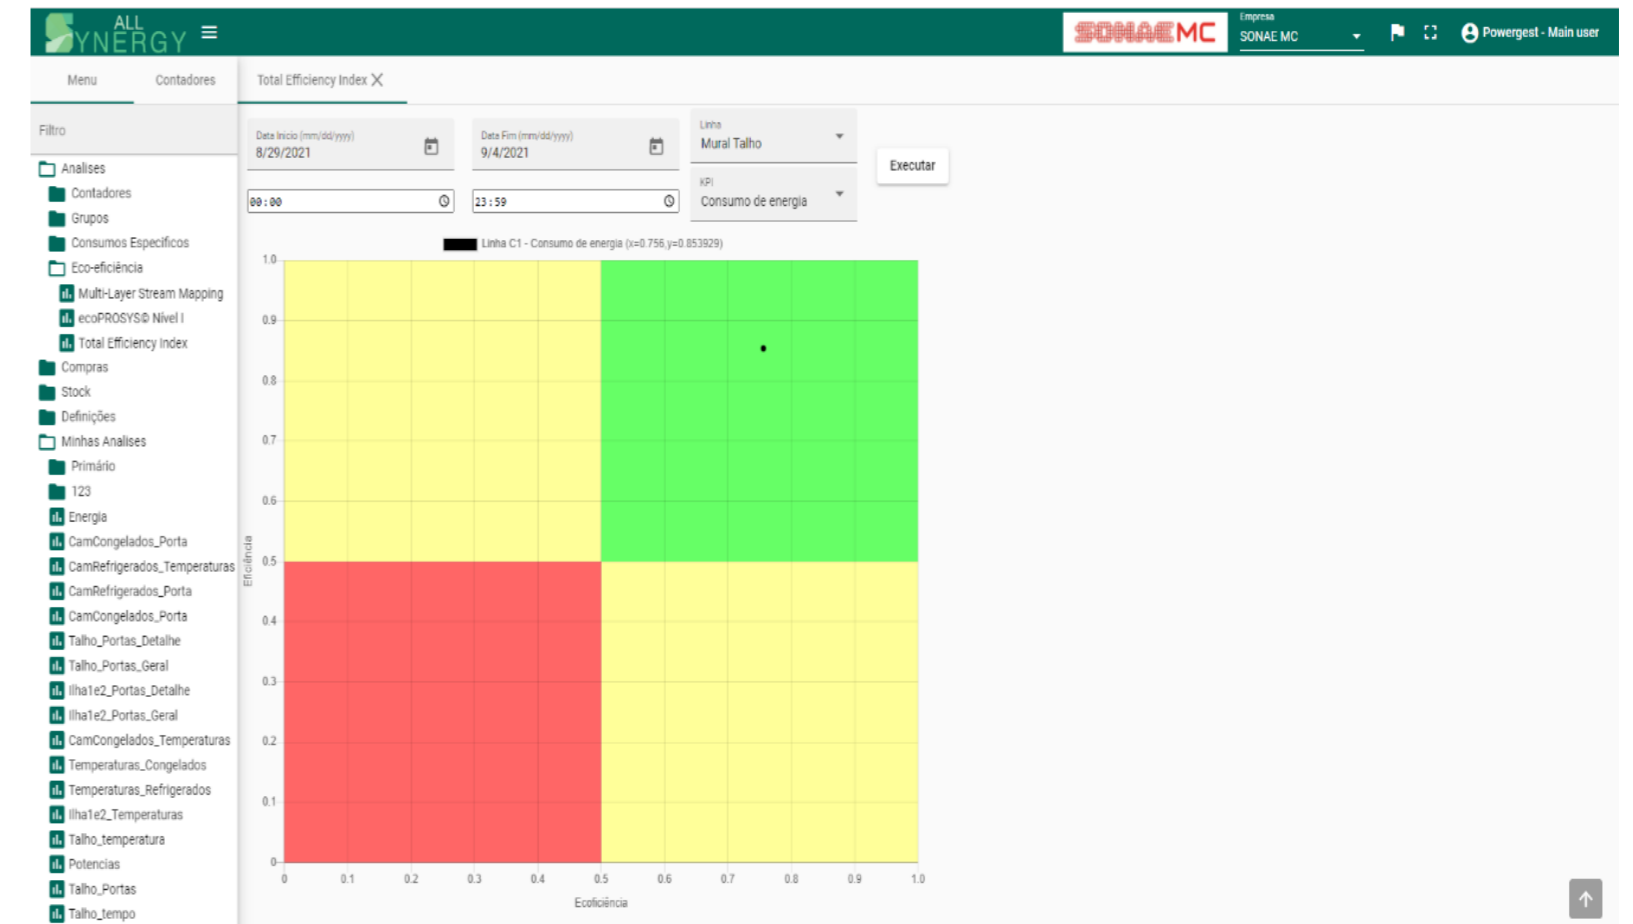 ALL
SYNERGY
SONAE MC
Empresa
SONAE MC
Powergest - Main user
Menu
Contadores
Total Efficiency Index
Filtro
Analises
Contadores
Grupos
Consumos Especificos
Eco-eficiência
Multi-Layer Stream Mapping
ecoPROSYS© Nível I
Total Efficiency Index
Compras
Stock
Definições
Minhas Analises
Primário
123
Energia
CamCongelados_Porta
CamRefrigerados_Temperaturas
CamRefrigerados_Porta
CamCongelados_Porta
Talho_Portas_Detalhe
Talho_Portas_Geral
Ilha1e2_Portas_Detalhe
Ilha1e2_Portas_Geral
CamCongelados_Temperaturas
Temperaturas_Congelados
Temperaturas_Refrigerados
Ilha1e2_Temperaturas
Talho_temperatura
Potencias
Talho_Portas
Talho_tempo
Data Inicio (mm/dd/yyyy)
8/29/2021
Data Fim (mm/dd/yyyy)
9/4/2021
Linha
Mural Talho
Executar
00:00
23:59
KPI
Consumo de energia
Linha C1 - Consumo de energia (x=0.756,y=0.853929)
1.0
0.9
0.8
0.7
0.6
0.5
0.4
0.3
0.2
0.1
0
Eficiência
0 0.1 0.2 0.3 0.4 0.5 0.6 0.7 0.8 0.9 1.0
Ecoficiência